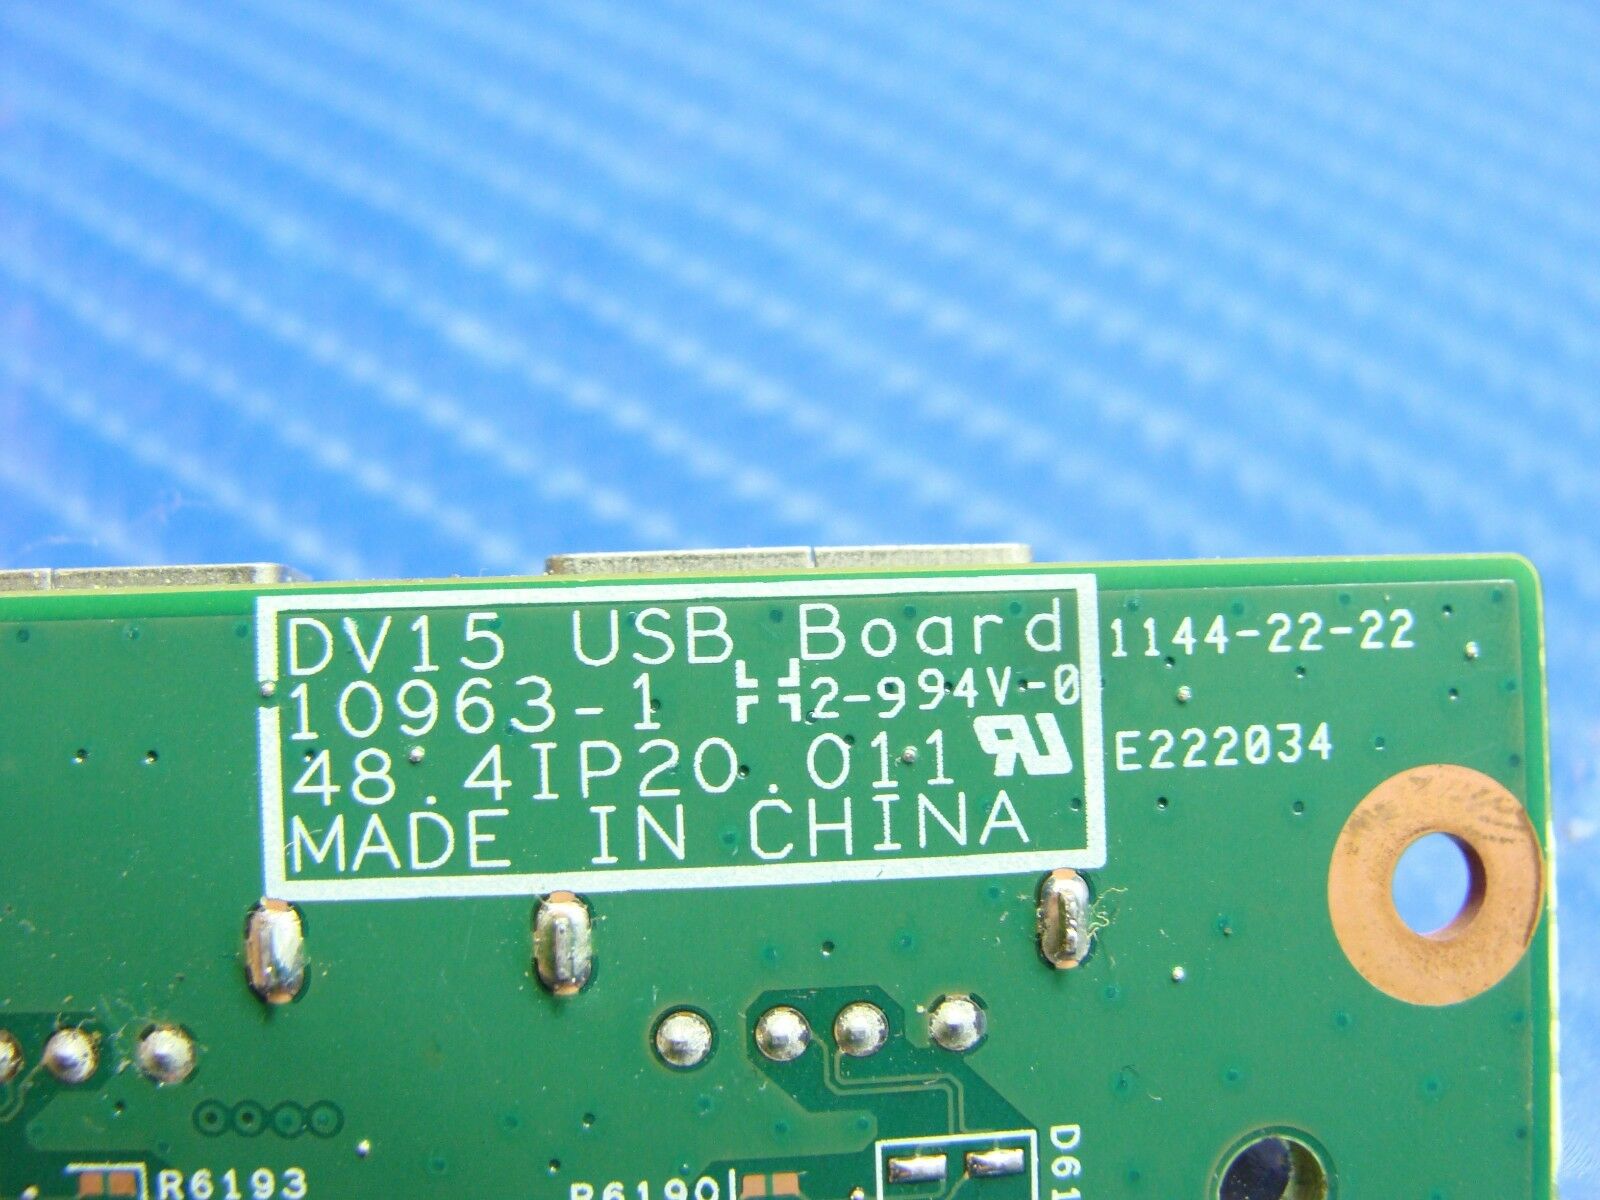 DV15 USB Board 1144-22-22
10963-1 2-994V-0
48.4IP20.011 E222034
MADE IN CHINA
R6193
R6190
D61